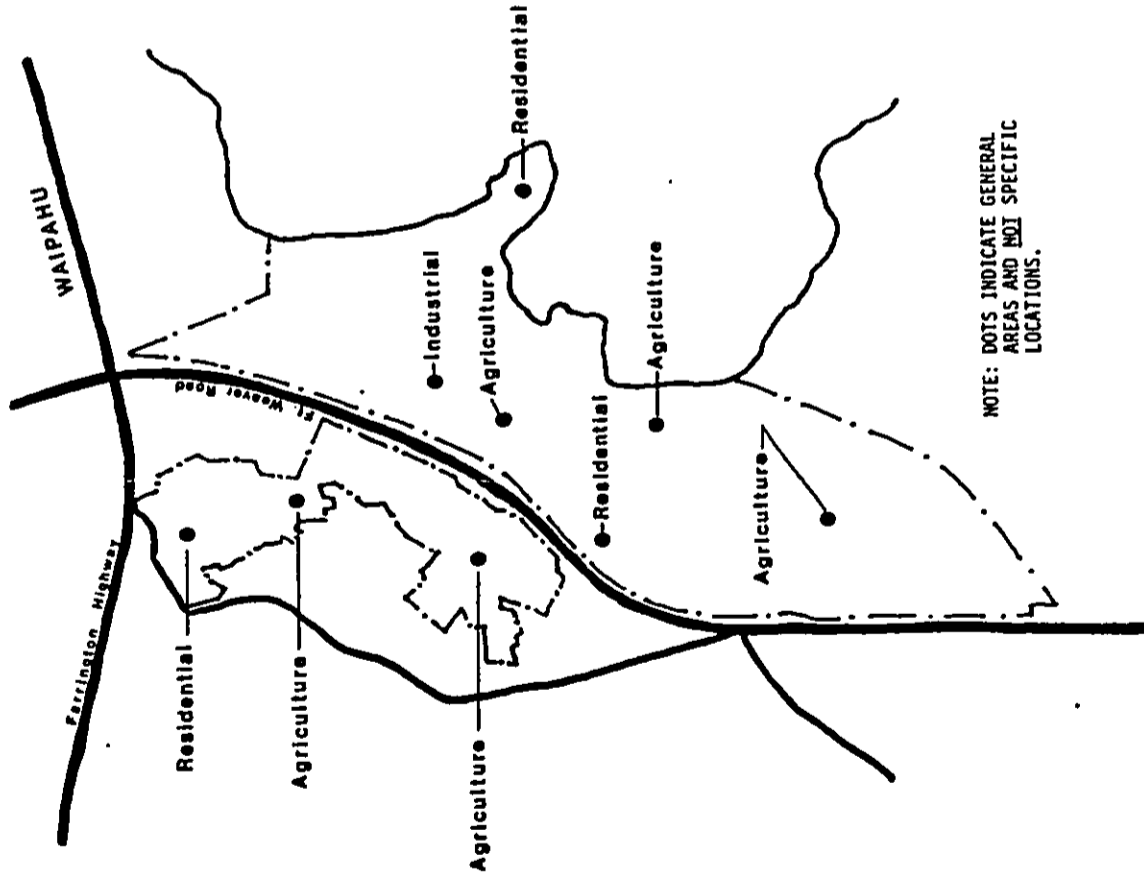 WAIPAHU
Farrington Highway
Ft. Weaver Road
Residential
Residential
Industrial
Agriculture
Agriculture
Agriculture
Residential
Agriculture
Agriculture
NOTE: DOTS INDICATE GENERAL
AREAS AND NOT SPECIFIC
LOCATIONS.